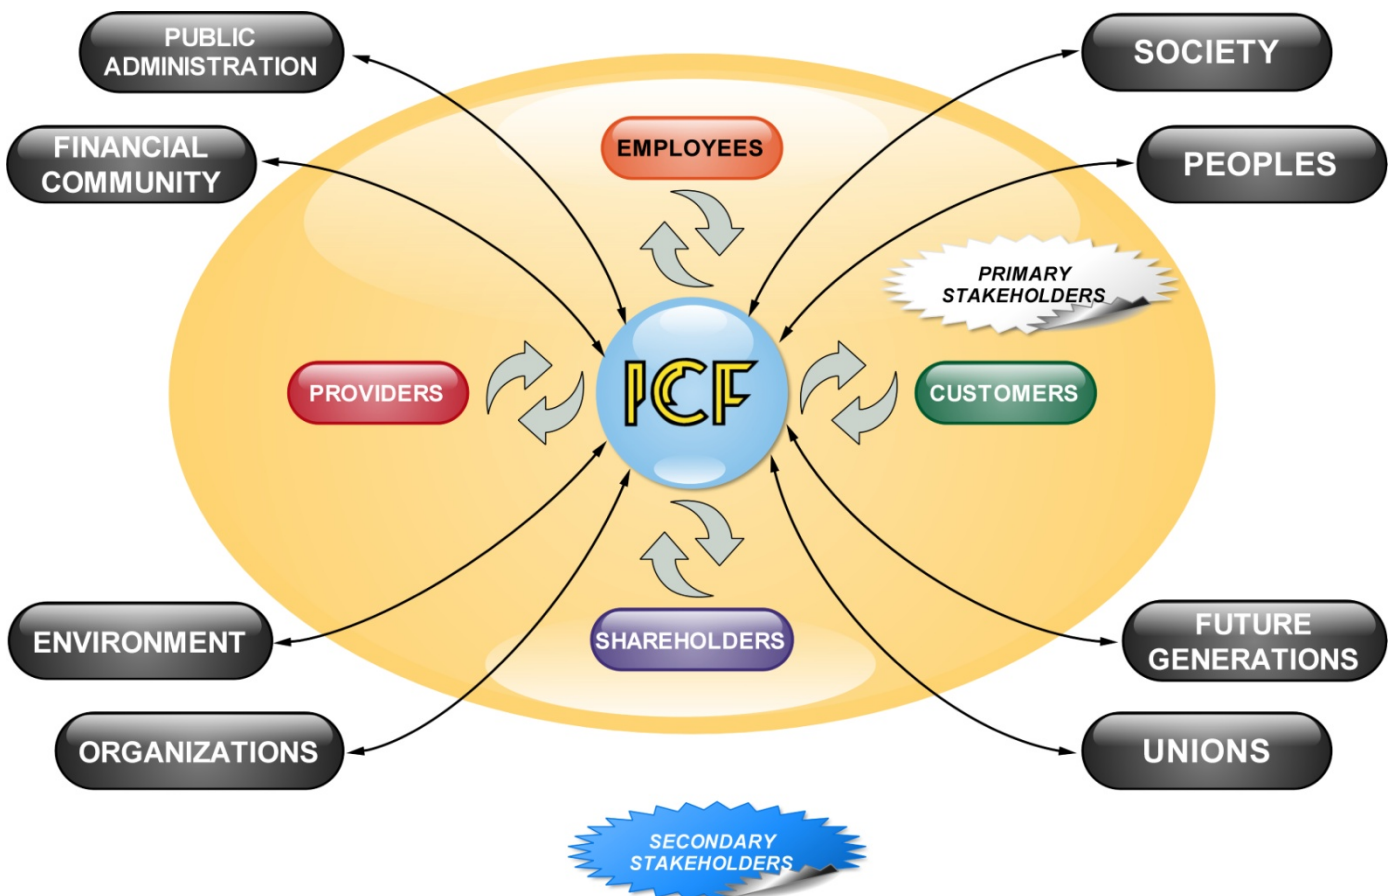 PUBLIC
ADMINISTRATION
SOCIETY
FINANCIAL
COMMUNITY
EMPLOYEES
PEOPLES
PRIMARY
STAKEHOLDERS
PROVIDERS
ICF
CUSTOMERS
ENVIRONMENT
SHAREHOLDERS
FUTURE
GENERATIONS
ORGANIZATIONS
UNIONS
SECONDARY
STAKEHOLDERS